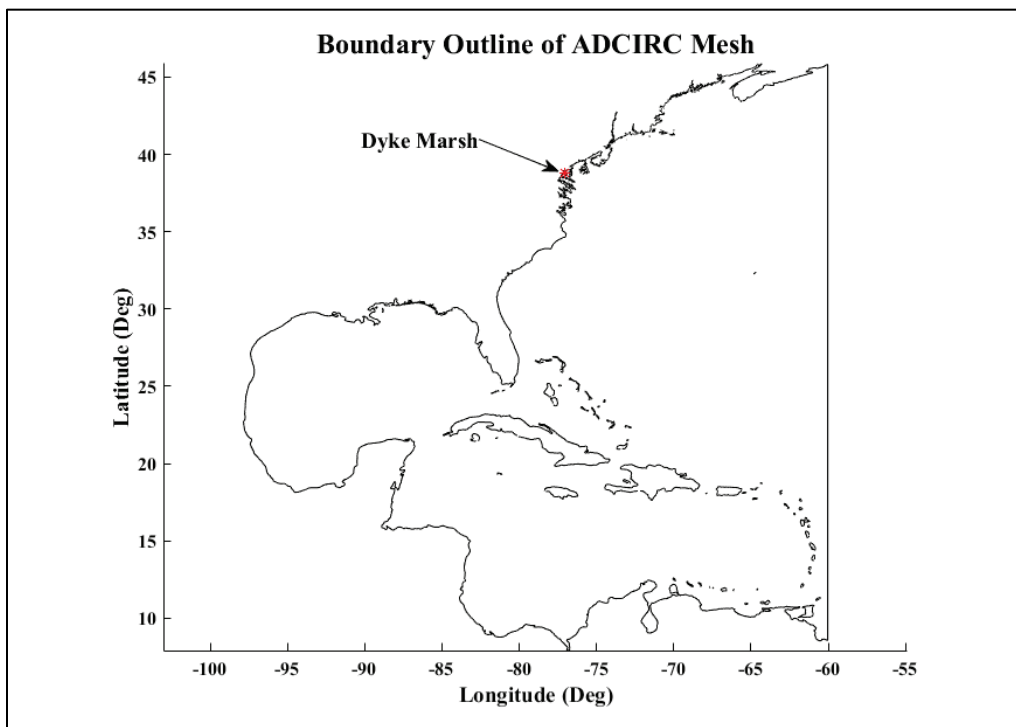 Boundary Outline of ADCIRC Mesh
45
Dyke Marsh
40
35
30
25
20
15
10
Latitude (Deg)
-100 -95 -90 -85 -80 -75 -70 -65 -60 -55
Longitude (Deg)